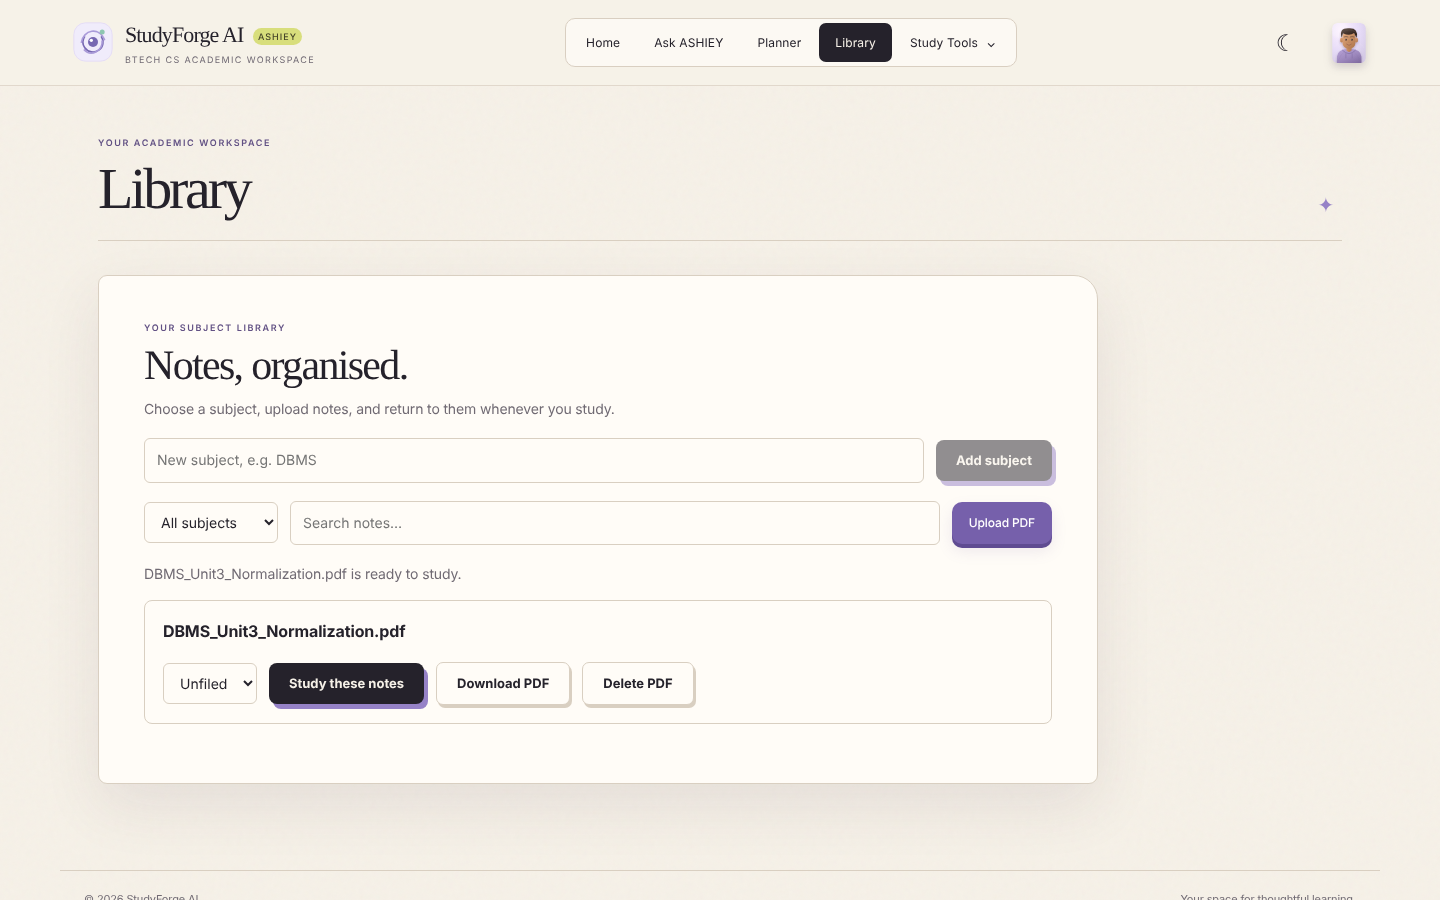 StudyForge AI ASHIEY
BTECH CS ACADEMIC WORKSPACE
Home Ask ASHIEY Planner Library Study Tools
YOUR ACADEMIC WORKSPACE
Library
YOUR SUBJECT LIBRARY
Notes, organised.
Choose a subject, upload notes, and return to them whenever you study.
New subject, e.g. DBMS Add subject
All subjects Search notes... Upload PDF
DBMS_Unit3_Normalization.pdf is ready to study.
DBMS_Unit3_Normalization.pdf
Unfiled Study these notes Download PDF Delete PDF
© 2026 StudyForge AI Your space for thoughtful learning